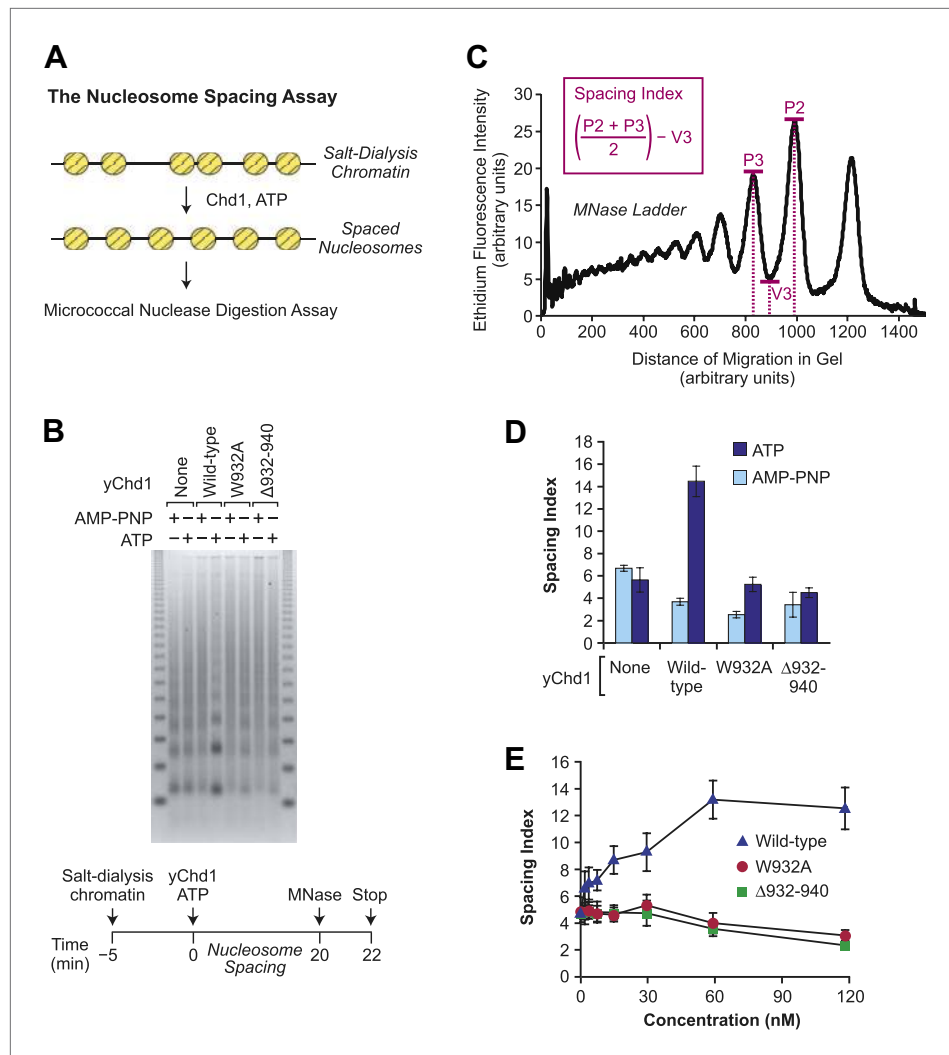 A
The Nucleosome Spacing Assay
Salt-Dialysis
Chromatin
Chd1, ATP
Spaced
Nucleosomes
Micrococcal Nuclease Digestion Assay
B
yChd1
None
Wild-type
W932A
Δ932-940
AMP-PNP + − + − + − + −
ATP − + − + − + − +
Salt-dialysis
chromatin
yChd1
ATP
MNase
Stop
Time
(min)
−5
0
Nucleosome
Spacing
20
22
C
Ethidium Fluorescence Intensity
(arbitrary units)
30
25
20
15
10
5
0
Spacing Index
(P2 + P3 / 2) − V3
MNase Ladder
P3
P2
V3
0 200 400 600 800 1000 1200 1400
Distance of Migration in Gel
(arbitrary units)
D
Spacing Index
18
16
14
12
10
8
6
4
2
0
ATP
AMP-PNP
yChd1
None
Wild-
type
W932A
Δ932-
940
E
Spacing Index
16
14
12
10
8
6
4
2
0
Wild-type
W932A
Δ932-940
0 30 60 90 120
Concentration (nM)